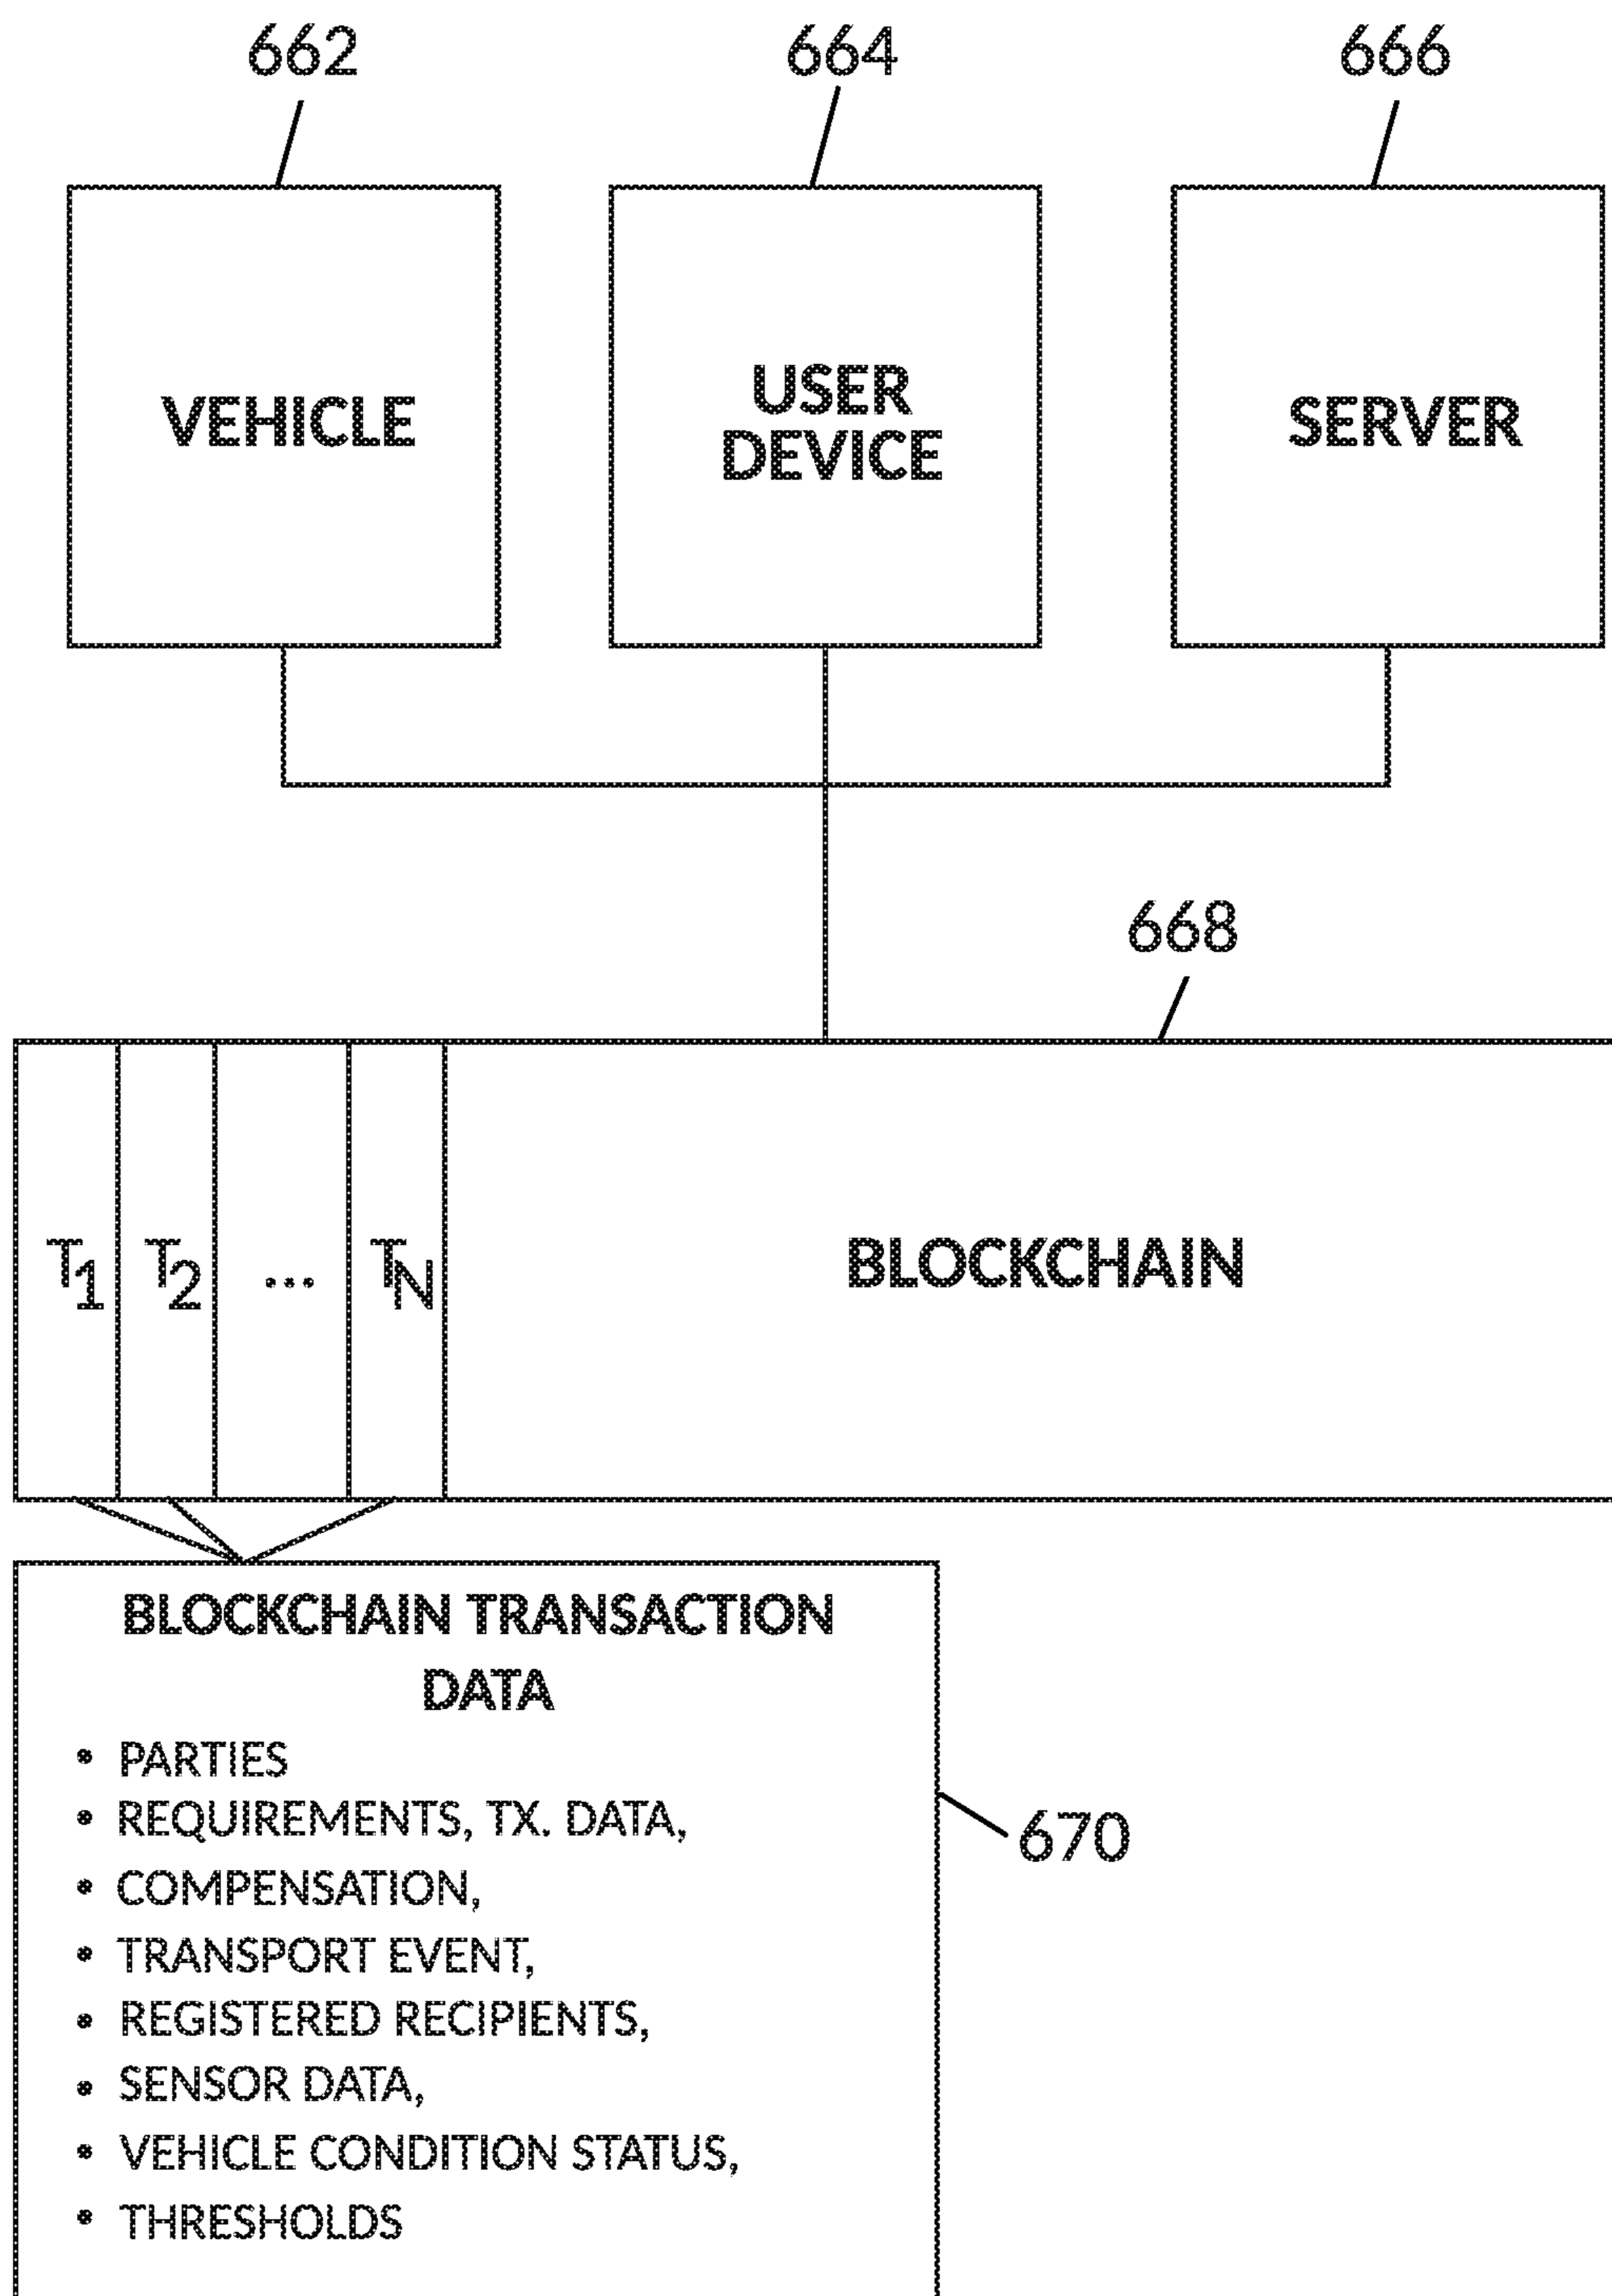 662 664 666
VEHICLE
USER
DEVICE
SERVER
668
T1 T2 ... TN
BLOCKCHAIN
BLOCKCHAIN TRANSACTION
DATA
• PARTIES
• REQUIREMENTS, TX. DATA,
• COMPENSATION,
• TRANSPORT EVENT,
• REGISTERED RECIPIENTS,
• SENSOR DATA,
• VEHICLE CONDITION STATUS,
• THRESHOLDS
670